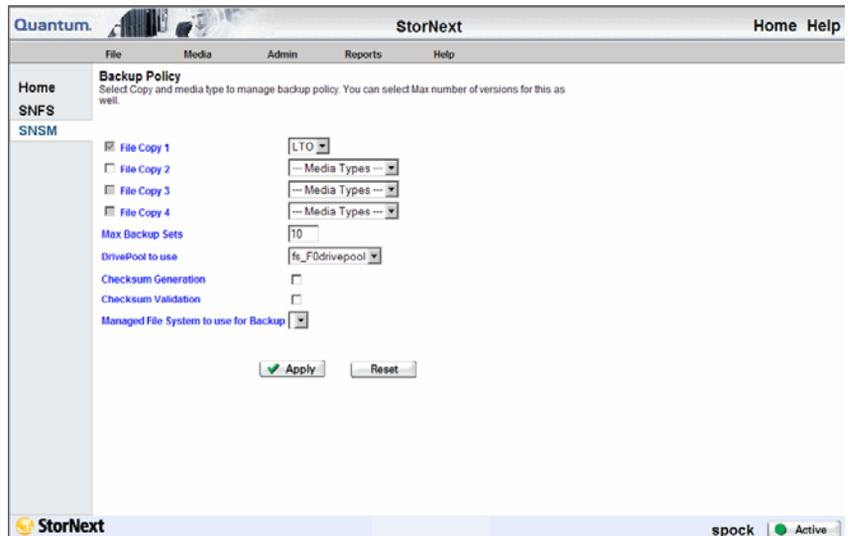 Quantum.
StorNext
Home Help
File Media Admin Reports Help
Home
SNFS
SNSM
Backup Policy
Select Copy and media type to manage backup policy. You can select Max number of versions for this as
well.
File Copy 1 LTO
File Copy 2 --- Media Types ---
File Copy 3 --- Media Types ---
File Copy 4 --- Media Types ---
Max Backup Sets 10
DrivePool to use fs_F0drivepool
Checksum Generation
Checksum Validation
Managed File System to use for Backup
Apply Reset
StorNext
spock Active